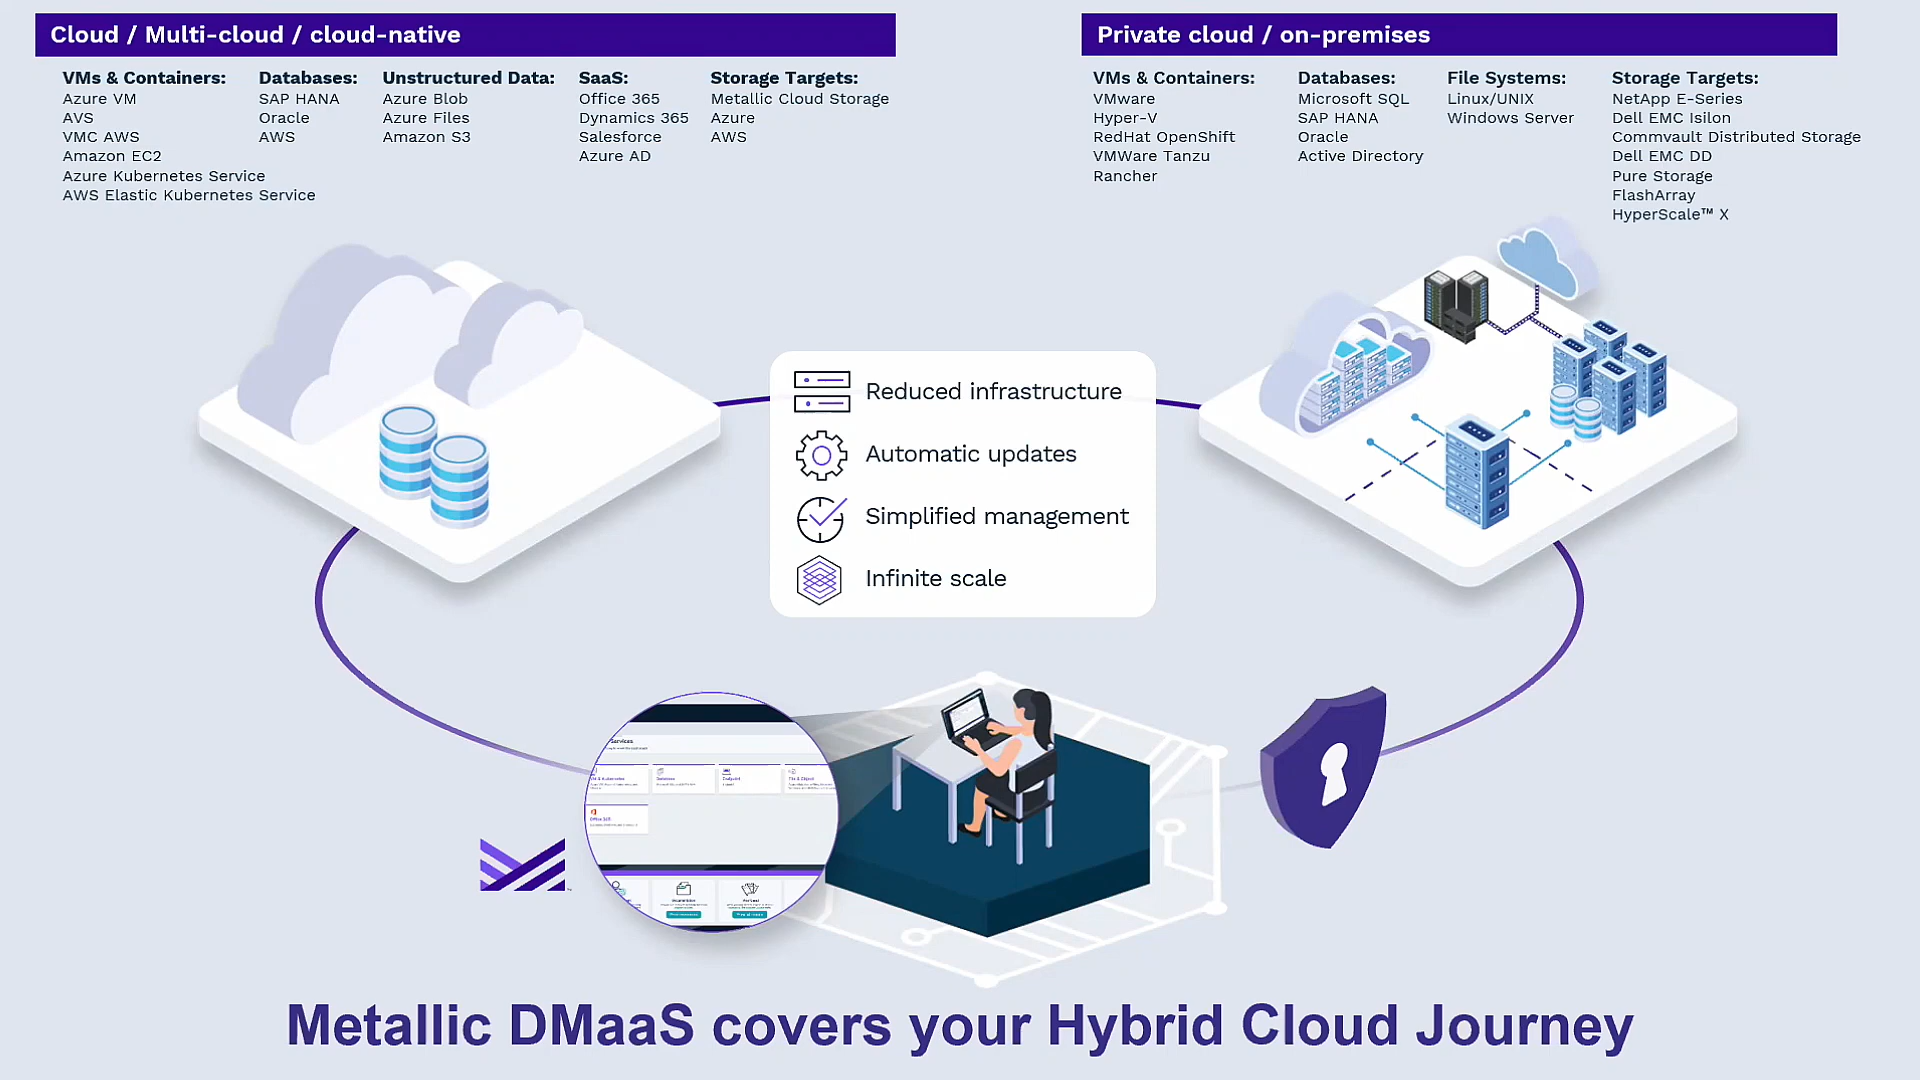 Cloud / Multi-cloud / cloud-native
VMs & Containers:
Azure VM
AVS
VMC AWS
Amazon EC2
Azure Kubernetes Service
AWS Elastic Kubernetes Service
Databases:
SAP HANA
Oracle
AWS
Unstructured Data:
Azure Blob
Azure Files
Amazon S3
SaaS:
Office 365
Dynamics 365
Salesforce
Azure AD
Storage Targets:
Metallic Cloud Storage
Azure
AWS
Private cloud / on-premises
VMs & Containers:
VMware
Hyper-V
RedHat OpenShift
VMWare Tanzu
Rancher
Databases:
Microsoft SQL
SAP HANA
Oracle
Active Directory
File Systems:
Linux/UNIX
Windows Server
Storage Targets:
NetApp E-Series
Dell EMC Isilon
Commvault Distributed Storage
Dell EMC DD
Pure Storage
FlashArray
HyperScale™ X
Reduced infrastructure
Automatic updates
Simplified management
Infinite scale
Services
Office 365
Metallic DMaaS covers your Hybrid Cloud Journey